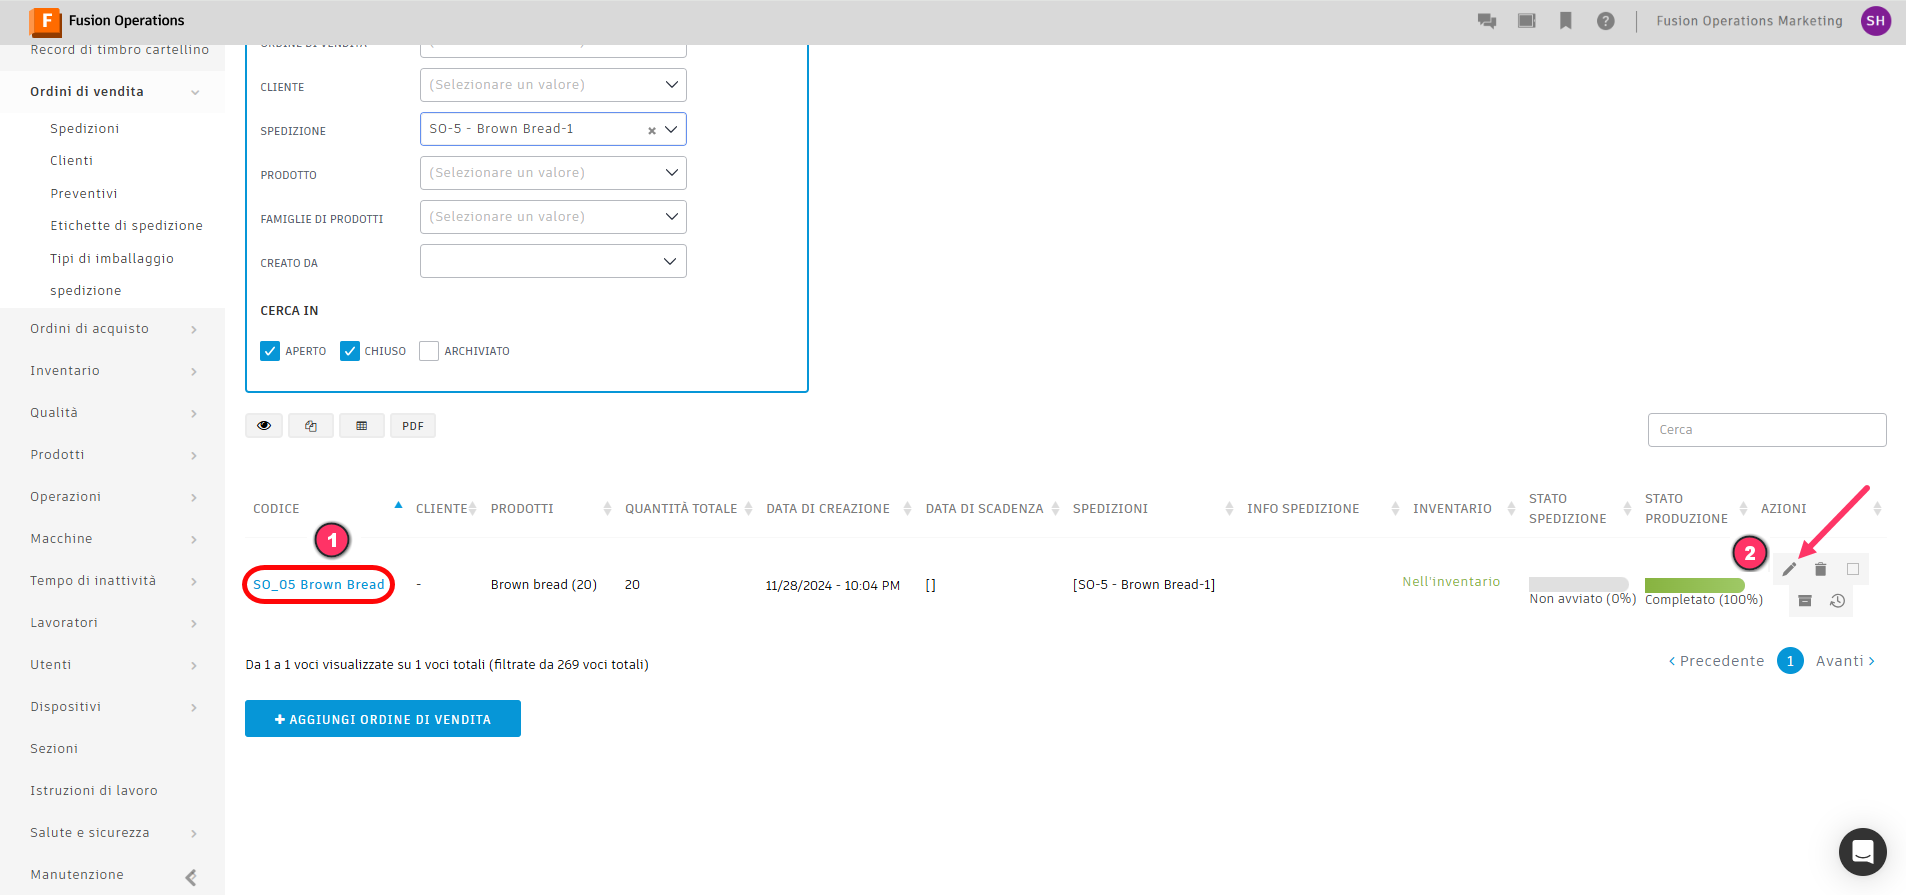 Fusion Operations
Fusion Operations Marketing
SH
Record di timbro cartellino
Ordini di vendita
Spedizioni
Clienti
Preventivi
Etichette di spedizione
Tipi di imballaggio
spedizione
Ordini di acquisto
Inventario
Qualità
Prodotti
Operazioni
Macchine
Tempo di inattività
Lavoratori
Utenti
Dispositivi
Sezioni
Istruzioni di lavoro
Salute e sicurezza
Manutenzione
ORDINE DI VENDITA
CLIENTE
(Selezionare un valore)
SPEDIZIONE
SO-5 - Brown Bread-1
PRODOTTO
(Selezionare un valore)
FAMIGLIE DI PRODOTTI
(Selezionare un valore)
CREATO DA
CERCA IN
APERTO
CHIUSO
ARCHIVIATO
PDF
Cerca
CODICE
CLIENTE
PRODOTTI
QUANTITÀ TOTALE
DATA DI CREAZIONE
DATA DI SCADENZA
SPEDIZIONI
INFO SPEDIZIONE
INVENTARIO
STATO
SPEDIZIONE
STATO
PRODUZIONE
AZIONI
1
2
SO_05 Brown Bread
-
Brown bread (20)
20
11/28/2024 - 10:04 PM
[]
[SO-5 - Brown Bread-1]
Nell'inventario
Non avviato (0%)
Completato (100%)
Da 1 a 1 voci visualizzate su 1 voci totali (filtrate da 269 voci totali)
Precedente
1
Avanti
AGGIUNGI ORDINE DI VENDITA